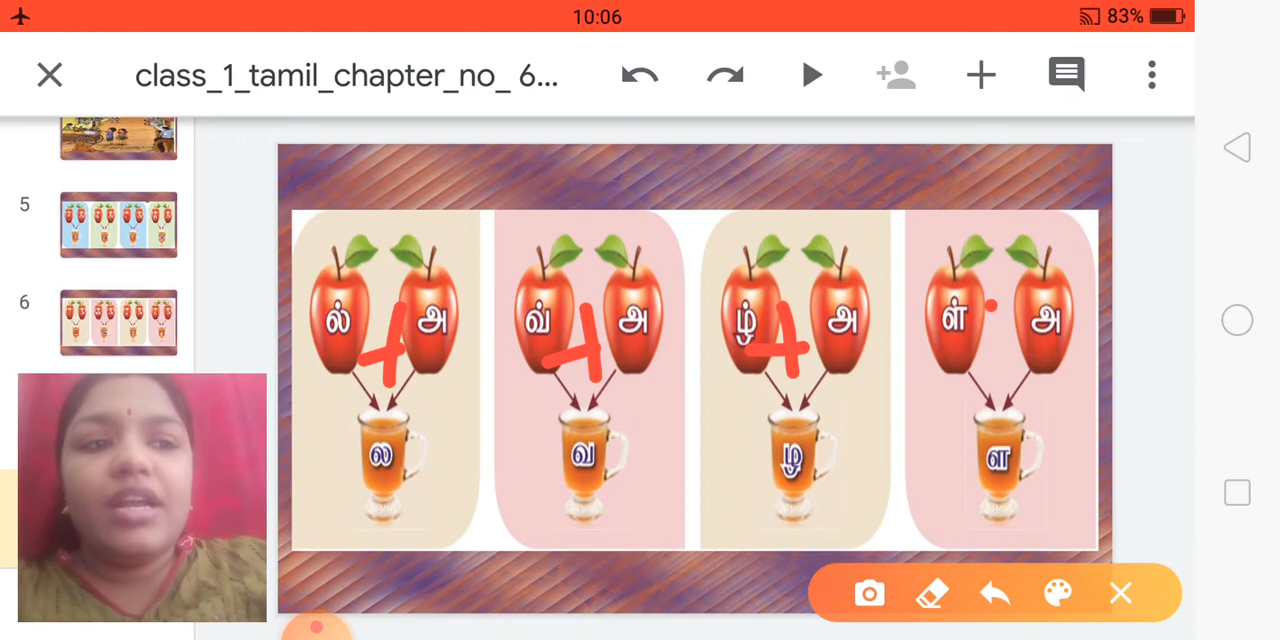 10:06
83%
class_1_tamil_chapter_no_ 6...
5
6
ல் அ வ் அ ழ் அ ள் அ
ல வ ழ ள